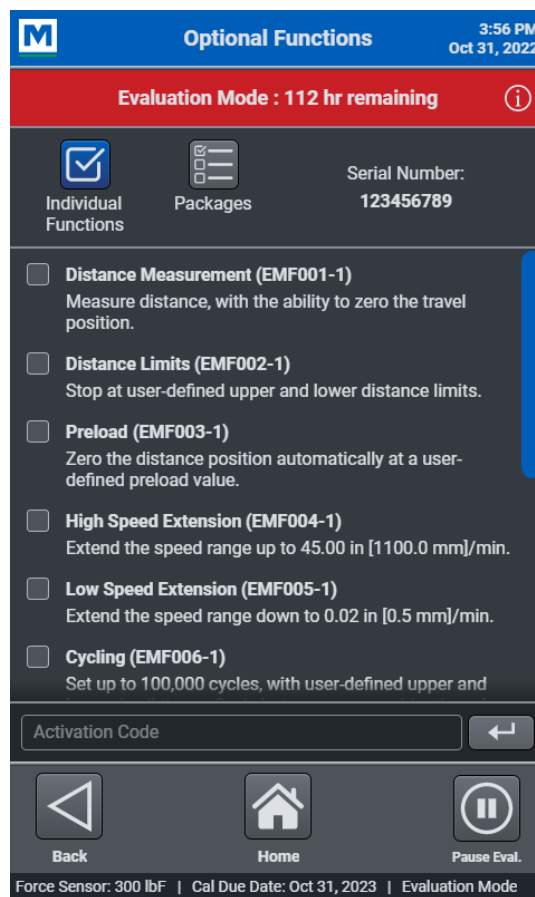 M
Optional Functions
3:56 PM
Oct 31, 2022
Evaluation Mode : 112 hr remaining
i
Individual
Functions
Packages
Serial Number:
123456789
Distance Measurement (EMF001-1)
Measure distance, with the ability to zero the travel
position.
Distance Limits (EMF002-1)
Stop at user-defined upper and lower distance limits.
Preload (EMF003-1)
Zero the distance position automatically at a user-
defined preload value.
High Speed Extension (EMF004-1)
Extend the speed range up to 45.00 in [1100.0 mm]/min.
Low Speed Extension (EMF005-1)
Extend the speed range down to 0.02 in [0.5 mm]/min.
Cycling (EMF006-1)
Set up to 100,000 cycles, with user-defined upper and
Activation Code
Back
Home
Pause Eval.
Force Sensor: 300 lbF | Cal Due Date: Oct 31, 2023 | Evaluation Mode